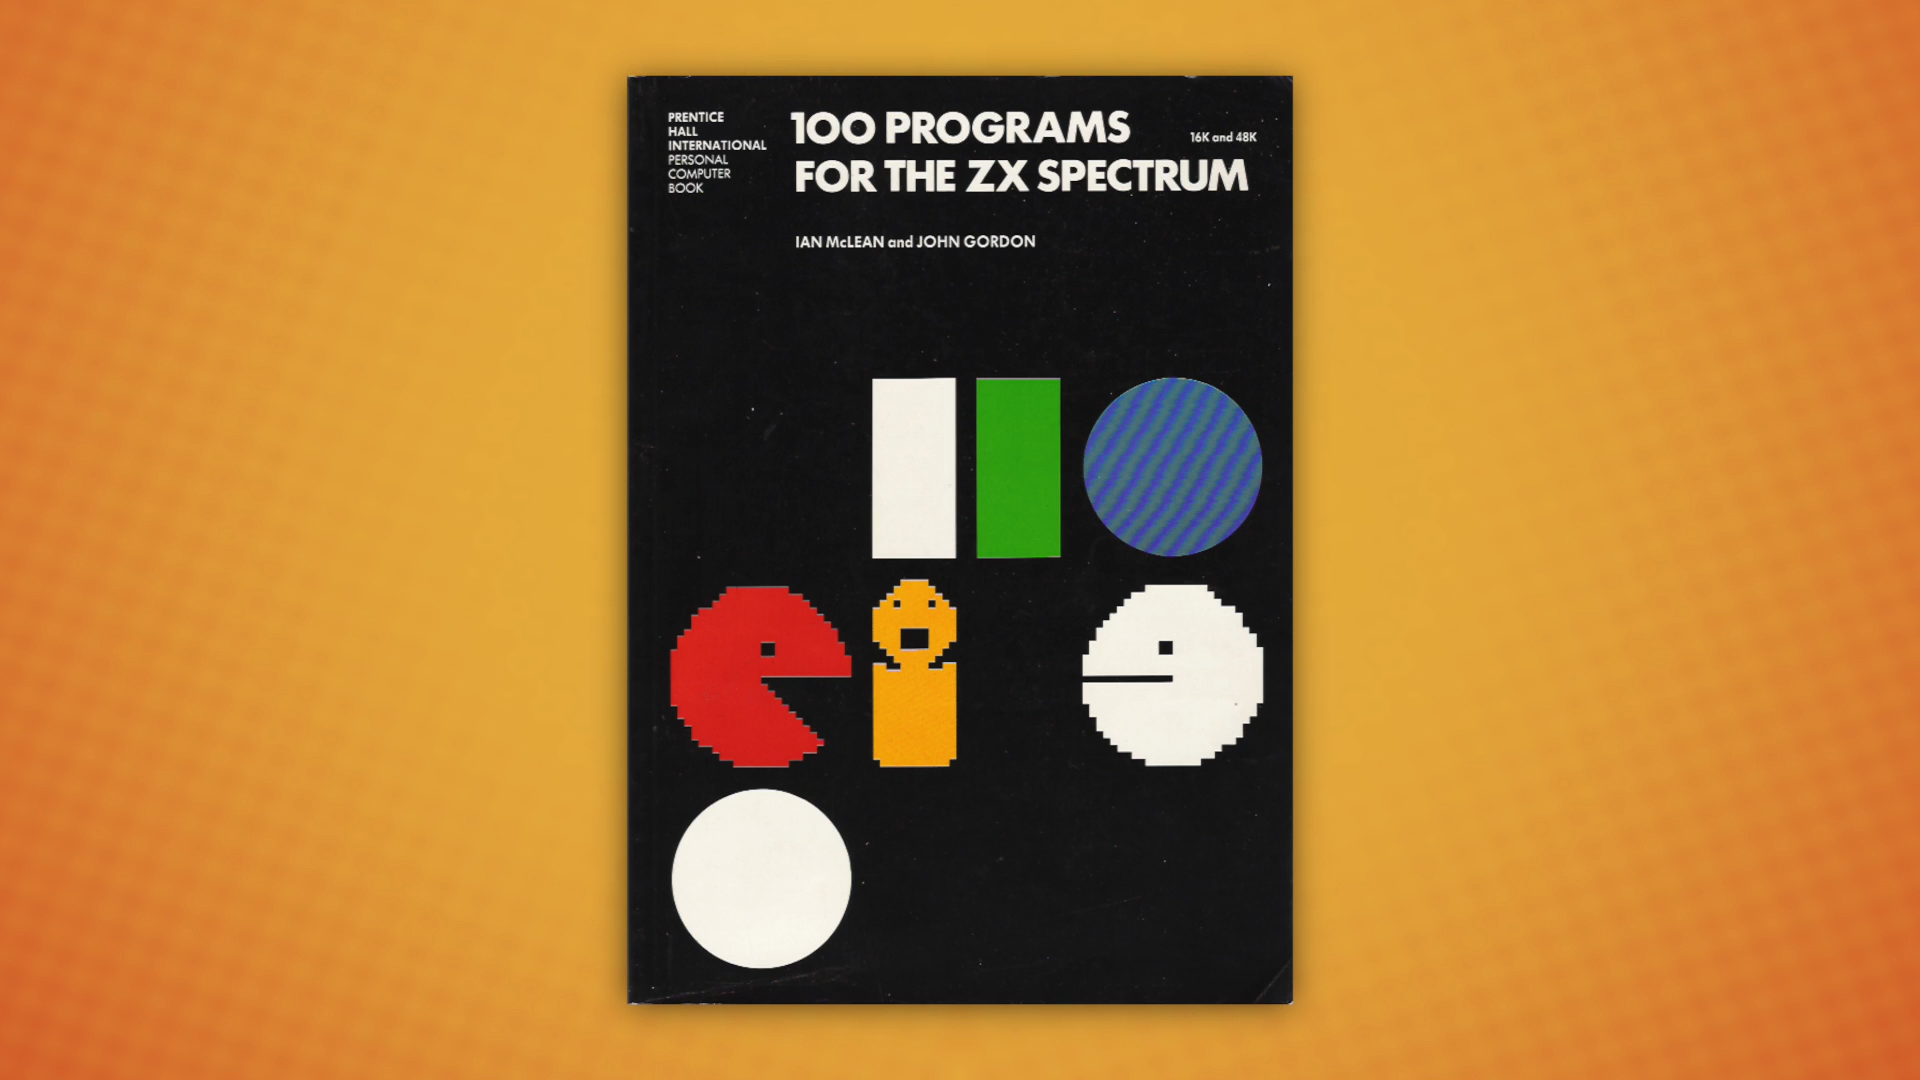 PRENTICE
HALL
INTERNATIONAL
PERSONAL
COMPUTER
BOOK
100 PROGRAMS
FOR THE ZX SPECTRUM
16K and 48K
IAN McLEAN and JOHN GORDON